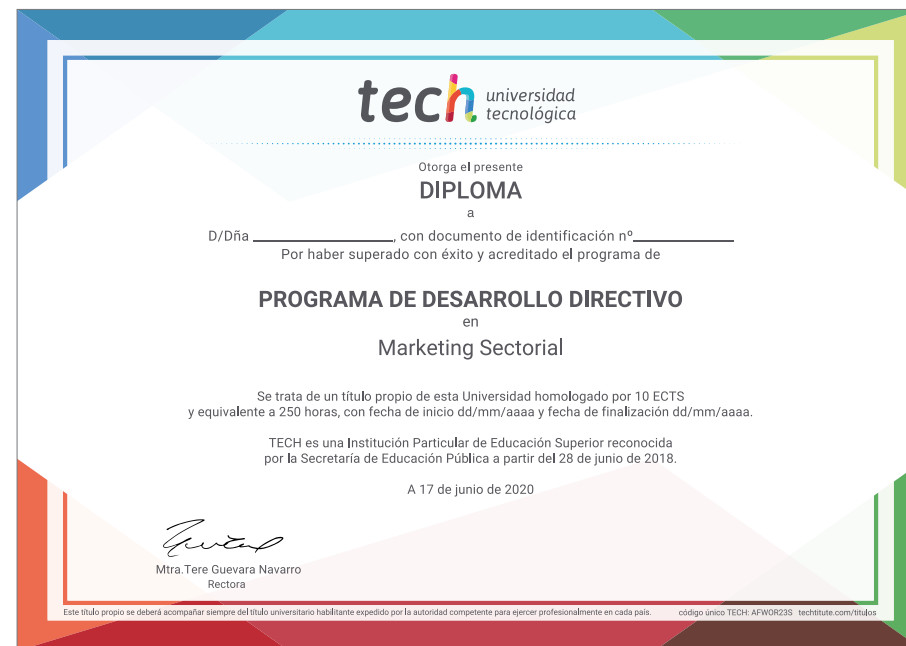 tech universidad
tecnológica
Otorga el presente
DIPLOMA
a
D/Dña ____________, con documento de identificación nº____________
Por haber superado con éxito y acreditado el programa de
PROGRAMA DE DESARROLLO DIRECTIVO
en
Marketing Sectorial
Se trata de un título propio de esta Universidad homologado por 10 ECTS
y equivalente a 250 horas, con fecha de inicio dd/mm/aaaa y fecha de finalización dd/mm/aaaa.
TECH es una Institución Particular de Educación Superior reconocida
por la Secretaría de Educación Pública a partir del 28 de junio de 2018.
A 17 de junio de 2020
Mtra.Tere Guevara Navarro
Rectora
Este título propio se deberá acompañar siempre del título universitario habilitante expedido por la autoridad competente para ejercer profesionalmente en cada país. código único TECH: AFWOR23S techtitute.com/titulos